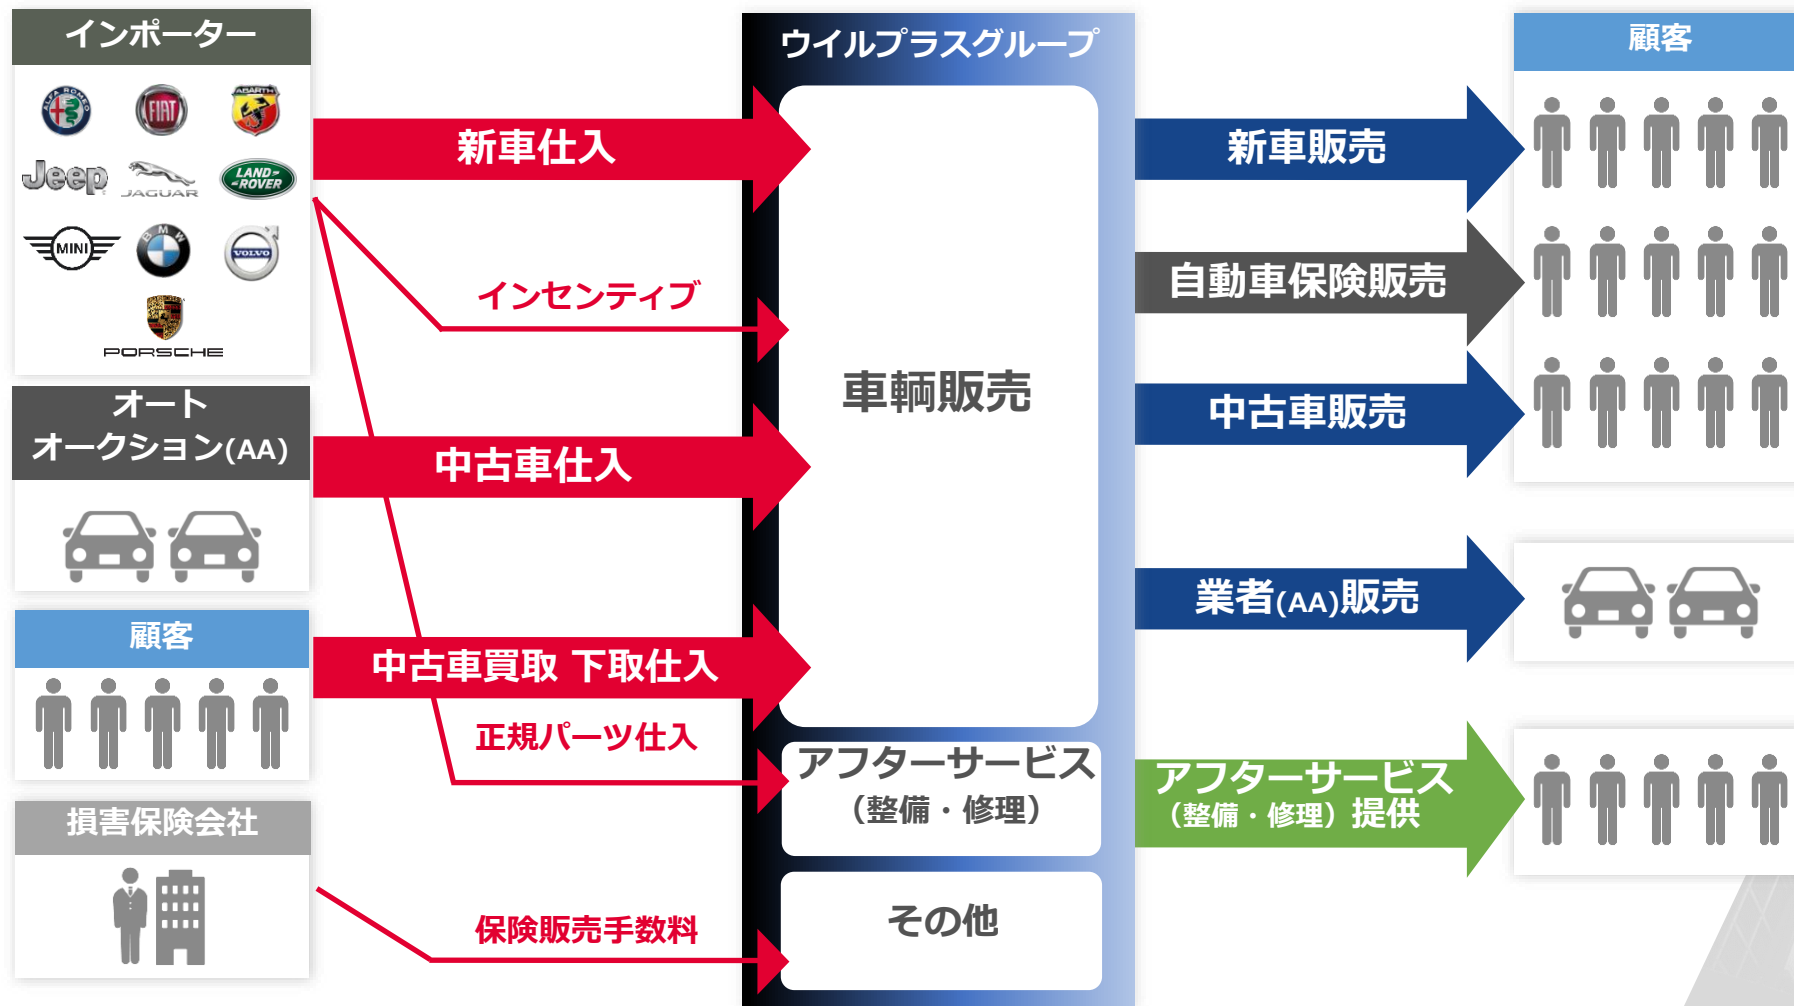 インポーター
ALFA ROMEO
FIAT
ABARTH
Jeep
JAGUAR
LAND-
-ROVER
MINI
BMW
VOLVO
PORSCHE
オート
オークション(AA)
顧客
損害保険会社
新車仕入
インセンティブ
中古車仕入
中古車買取 下取仕入
正規パーツ仕入
保険販売手数料
ウイルプラスグループ
車輌販売
アフターサービス
（整備・修理）
その他
新車販売
自動車保険販売
中古車販売
業者(AA)販売
アフターサービス
（整備・修理）提供
顧客